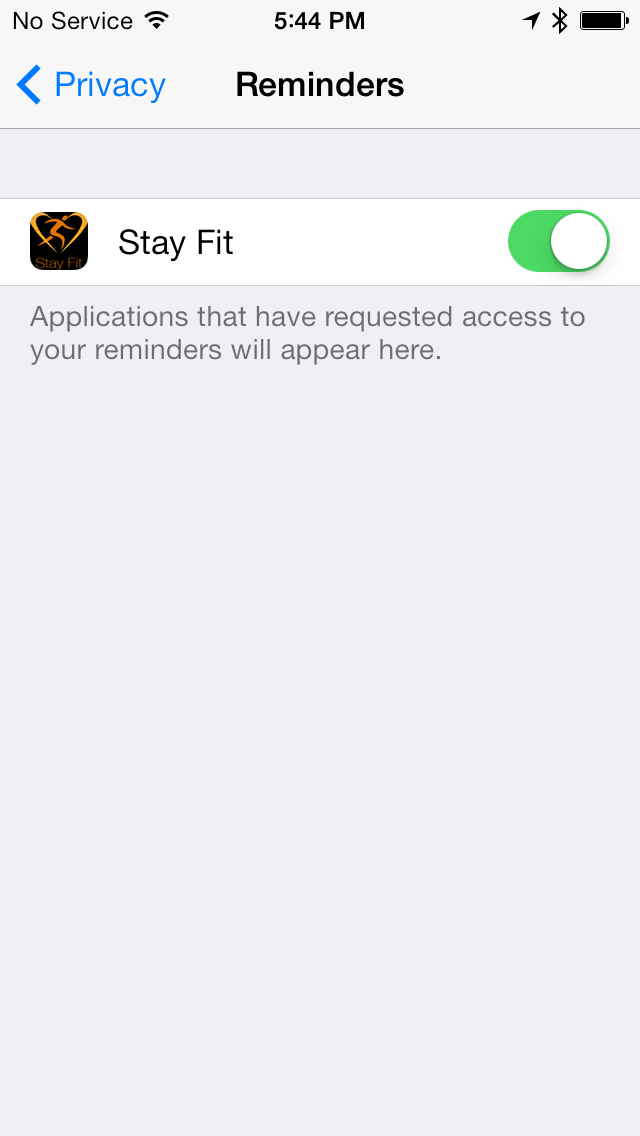 No Service 5:44 PM
Privacy Reminders
Stay Fit
Stay Fit
Applications that have requested access to
your reminders will appear here.